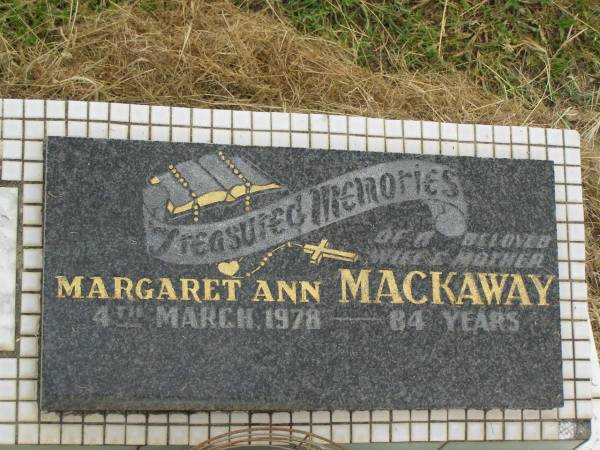 Treasured Memories
OF A BELOVED
WIFE & MOTHER
MARGARET ANN MACKAWAY
4TH MARCH, 1978 — 84 YEARS